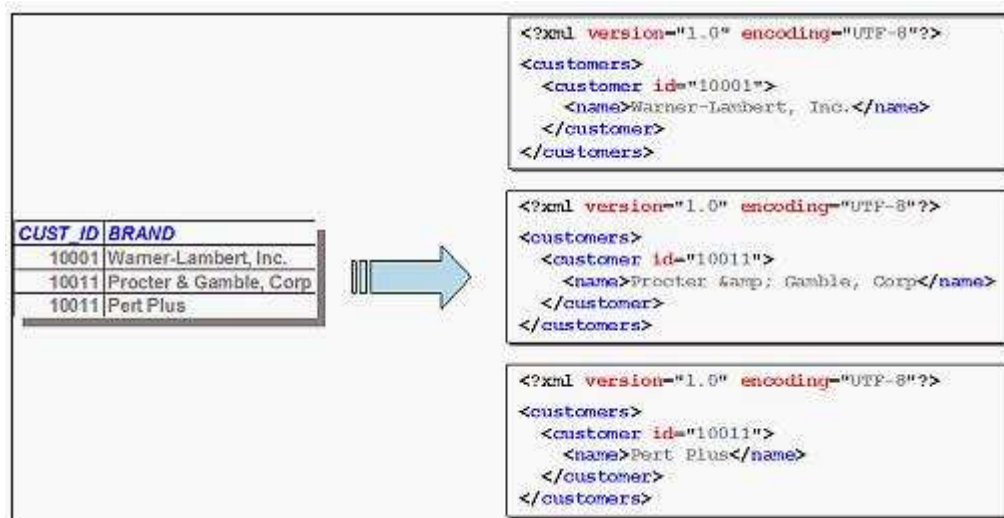 CUST_ID BRAND
10001 Warner-Lambert, Inc.
10011 Procter & Gamble, Corp
10011 Pert Plus
<?xml version="1.0" encoding="UTF-8"?>
<customers>
<customer id="10001">
<name>Warner-Lambert, Inc.</name>
</customer>
</customers>
<?xml version="1.0" encoding="UTF-8"?>
<customers>
<customer id="10011">
<name>Procter &amp; Gamble, Corp</name>
</customer>
</customers>
<?xml version="1.0" encoding="UTF-8"?>
<customers>
<customer id="10011">
<name>Pert Plus</name>
</customer>
</customers>